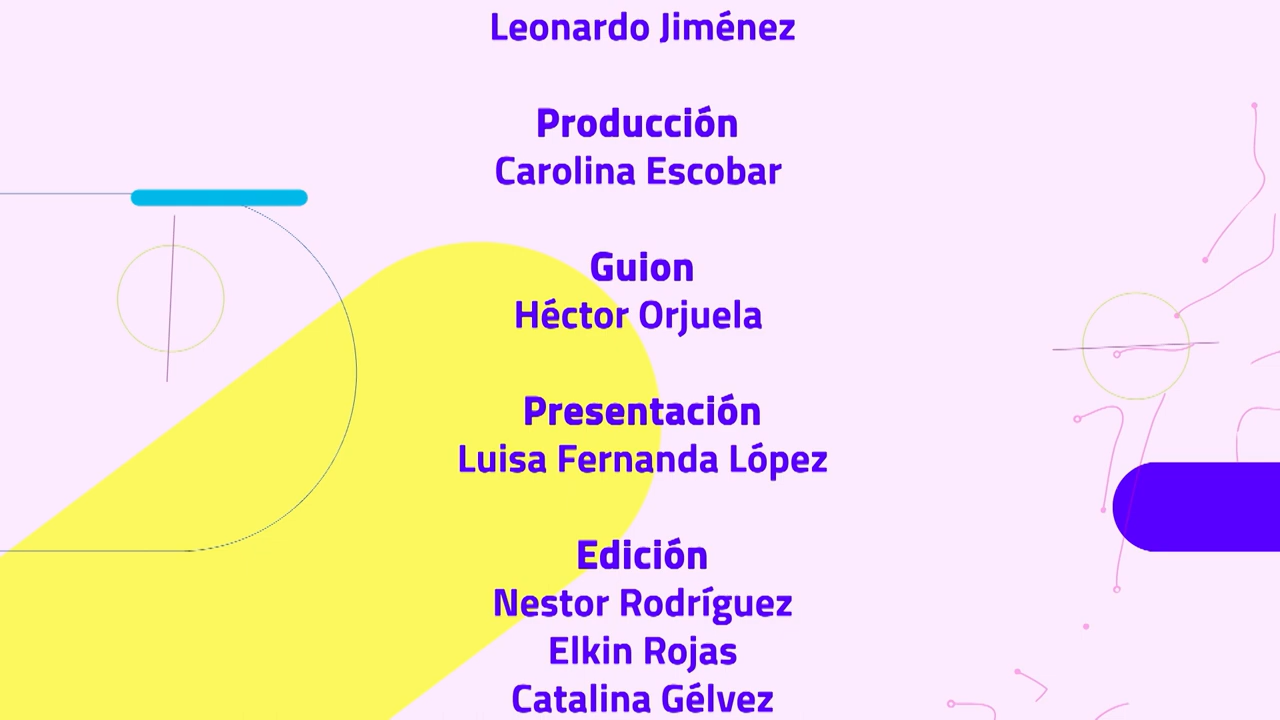 Leonardo Jiménez
Producción
Carolina Escobar
Guion
Héctor Orjuela
Presentación
Luisa Fernanda López
Edición
Nestor Rodríguez
Elkin Rojas
Catalina Gélvez